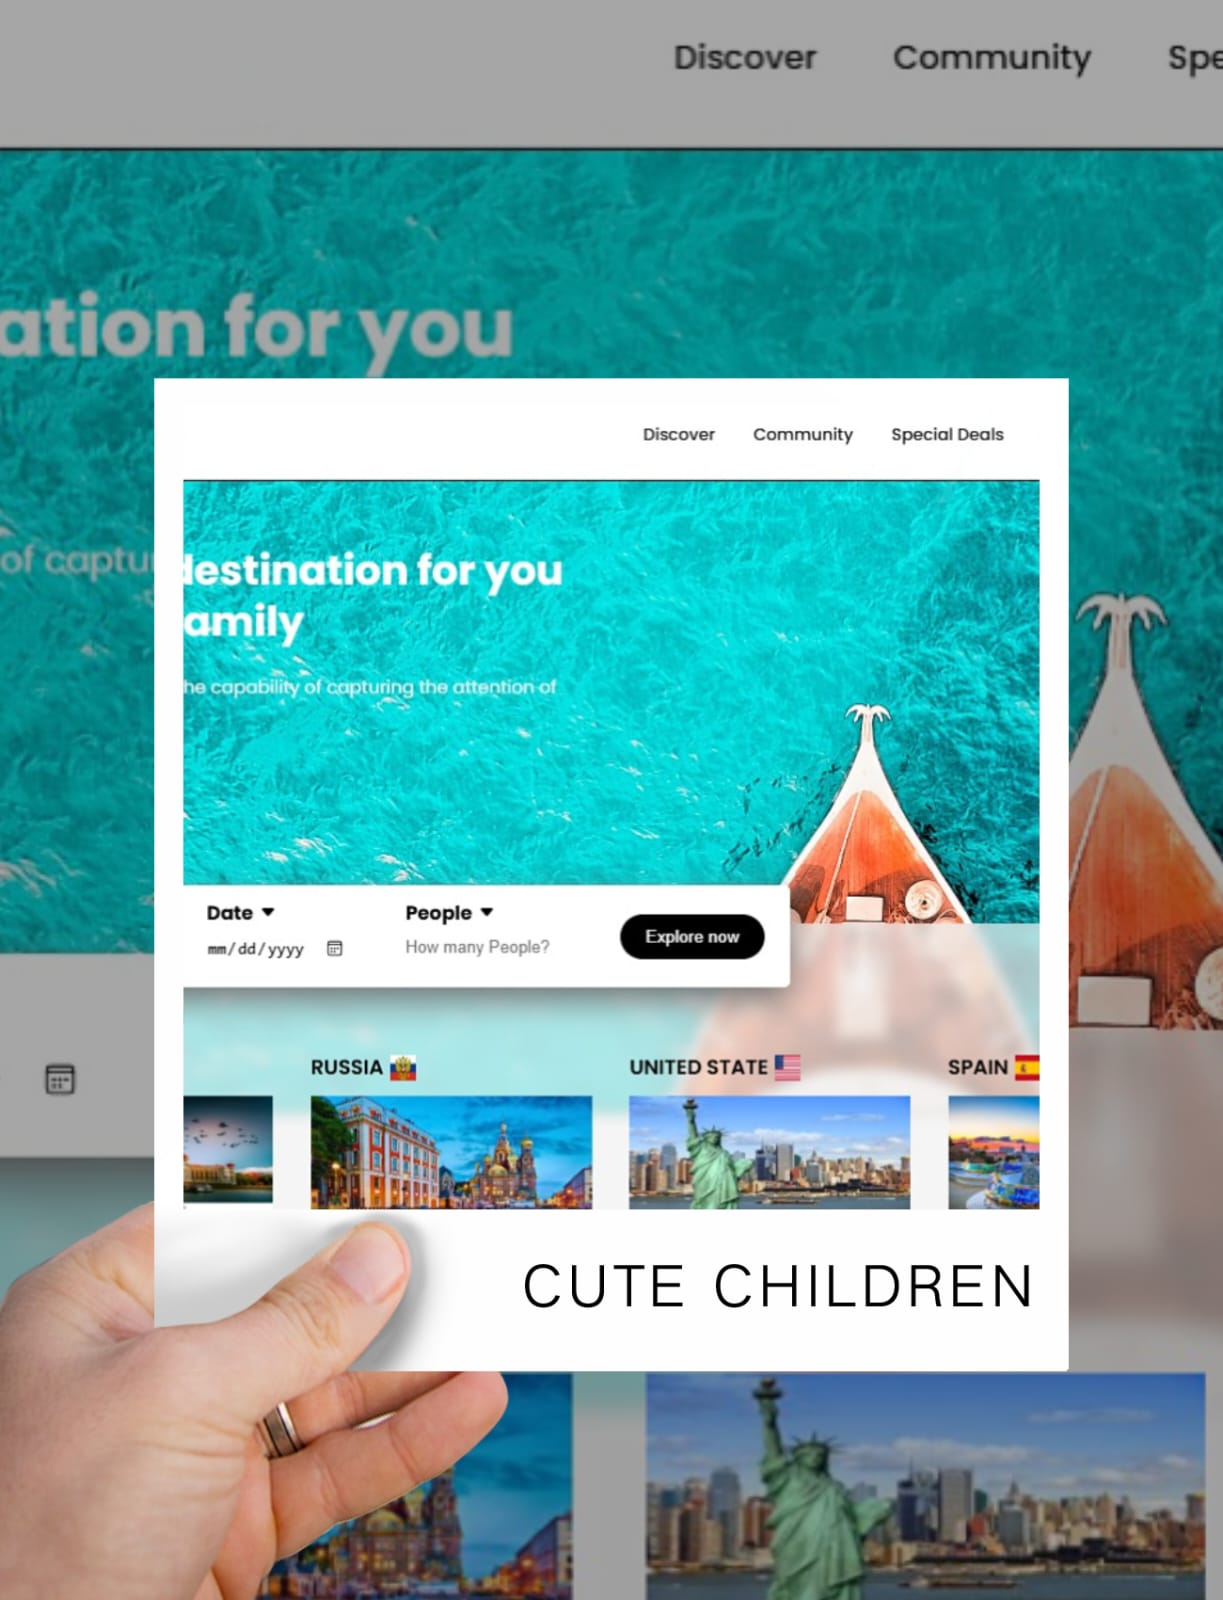 Discover Community Spe
ation for you
of captu
Discover Community Special Deals
destination for you
amily
he capability of capturing the attention of
Date People
mm/dd/yyyy How many People?
Explore now
RUSSIA UNITED STATE SPAIN
CUTE CHILDREN